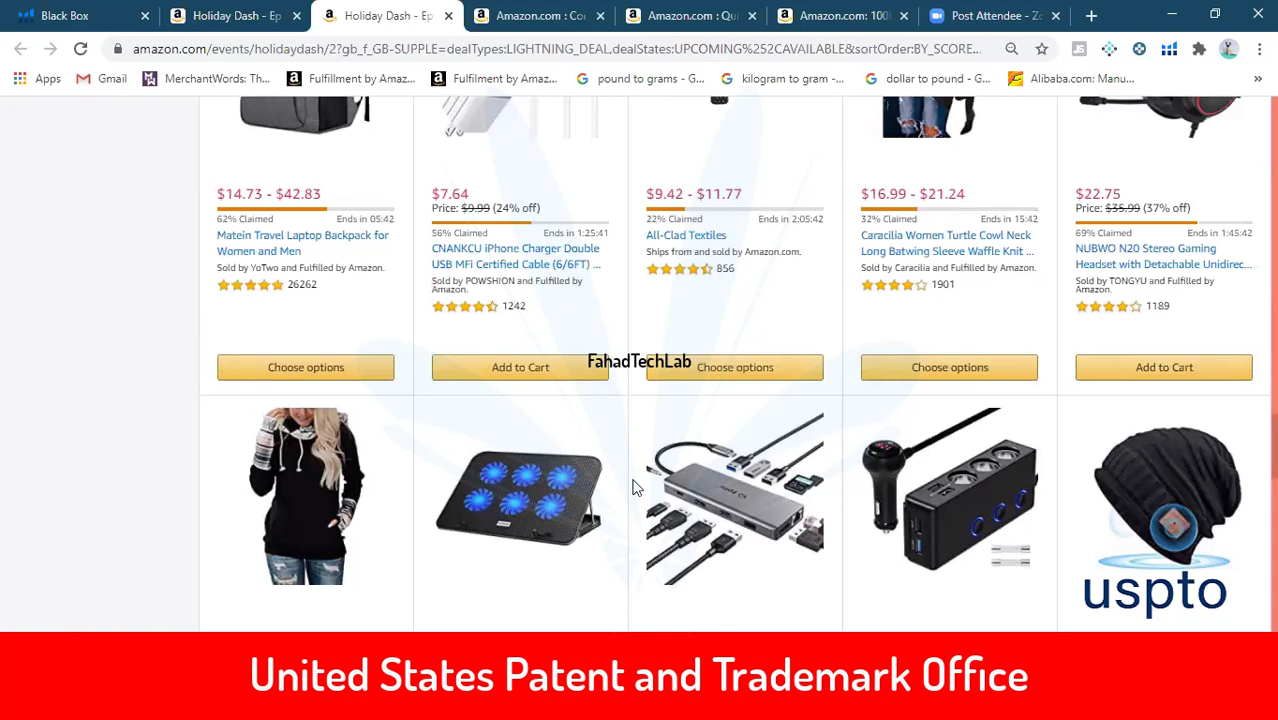 Black Box
Holiday Dash - Ep
Holiday Dash - Ep
Amazon.com : Co
Amazon.com : Qui
Amazon.com: 100
Post Attendee - Zo
amazon.com/events/holidaydash/2?gb_f_GB-SUPPLE=dealTypes:LIGHTNING_DEAL,dealStates:UPCOMING%252CAVAILABLE&sortOrder:BY_SCORE...
Apps
Gmail
MerchantWords: Th...
Fulfillment by Amaz...
Fulfilment by Amaz...
pound to grams - G...
kilogram to gram -...
dollar to pound - G...
Alibaba.com: Manu...
$14.73 - $42.83
62% Claimed Ends in 05:42
Matein Travel Laptop Backpack for
Women and Men
Sold by YoTwo and Fulfilled by Amazon.
26262
Choose options
$7.64
Price: $9.99 (24% off)
56% Claimed Ends in 1:25:41
CNANKCU iPhone Charger Double
USB MFi Certified Cable (6/6FT) ...
Sold by POWSHION and Fulfilled by
Amazon.
1242
Add to Cart
$9.42 - $11.77
22% Claimed Ends in 2:05:42
All-Clad Textiles
Ships from and sold by Amazon.com.
856
Choose options
$16.99 - $21.24
32% Claimed Ends in 15:42
Caracilia Women Turtle Cowl Neck
Long Batwing Sleeve Waffle Knit ...
Sold by Caracilia and Fulfilled by
Amazon.
1901
Choose options
$22.75
Price: $35.99 (37% off)
69% Claimed Ends in 1:45:42
NUBWO N20 Stereo Gaming
Headset with Detachable Unidirec...
Sold by TONGYU and Fulfilled by
Amazon.
1189
Add to Cart
FahadTechLab
uspto
United States Patent and Trademark Office